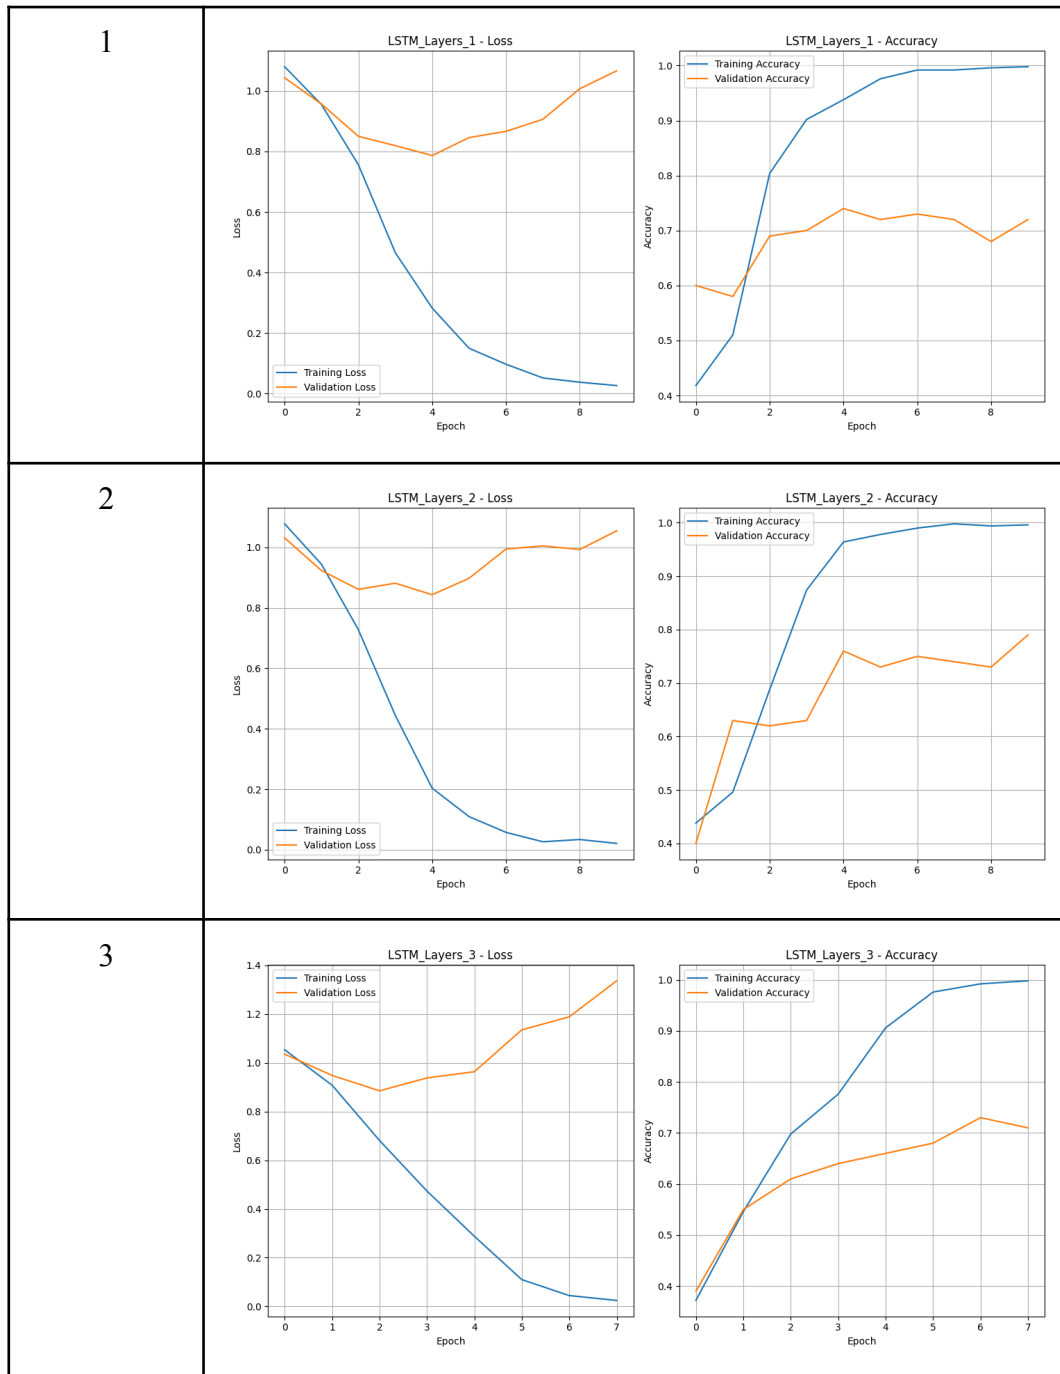 1
LSTM_Layers_1 - Loss
1.0
0.8
0.6
0.4
0.2
0.0
Loss
Training Loss
Validation Loss
0 2 4 6 8
Epoch
LSTM_Layers_1 - Accuracy
Training Accuracy
Validation Accuracy
1.0
0.9
0.8
0.7
0.6
0.5
0.4
Accuracy
0 2 4 6 8
Epoch
2
LSTM_Layers_2 - Loss
1.0
0.8
0.6
0.4
0.2
0.0
Loss
Training Loss
Validation Loss
0 2 4 6 8
Epoch
LSTM_Layers_2 - Accuracy
Training Accuracy
Validation Accuracy
1.0
0.9
0.8
0.7
0.6
0.5
0.4
Accuracy
0 2 4 6 8
Epoch
3
LSTM_Layers_3 - Loss
Training Loss
Validation Loss
1.4
1.2
1.0
0.8
0.6
0.4
0.2
0.0
Loss
0 1 2 3 4 5 6 7
Epoch
LSTM_Layers_3 - Accuracy
Training Accuracy
Validation Accuracy
1.0
0.9
0.8
0.7
0.6
0.5
0.4
Accuracy
0 1 2 3 4 5 6 7
Epoch